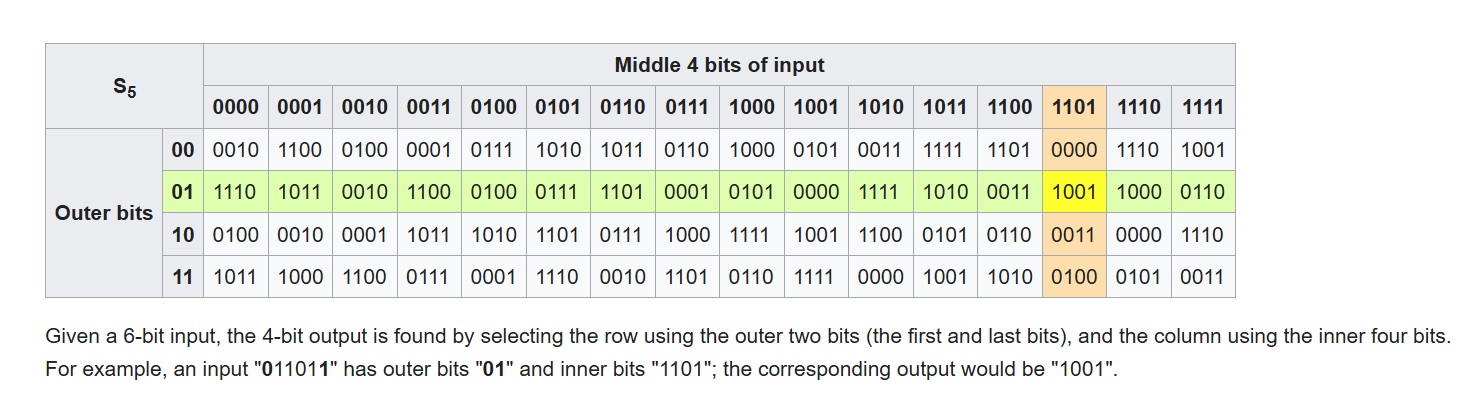 S5 Middle 4 bits of input
0000 0001 0010 0011 0100 0101 0110 0111 1000 1001 1010 1011 1100 1101 1110 1111
Outer bits
00 0010 1100 0100 0001 0111 1010 1011 0110 1000 0101 0011 1111 1101 0000 1110 1001
01 1110 1011 0010 1100 0100 0111 1101 0001 0101 0000 1111 1010 0011 1001 1000 0110
10 0100 0010 0001 1011 1010 1101 0111 1000 1111 1001 1100 0101 0110 0011 0000 1110
11 1011 1000 1100 0111 0001 1110 0010 1101 0110 1111 0000 1001 1010 0100 0101 0011
Given a 6-bit input, the 4-bit output is found by selecting the row using the outer two bits (the first and last bits), and the column using the inner four bits.
For example, an input "011011" has outer bits "01" and inner bits "1101"; the corresponding output would be "1001".